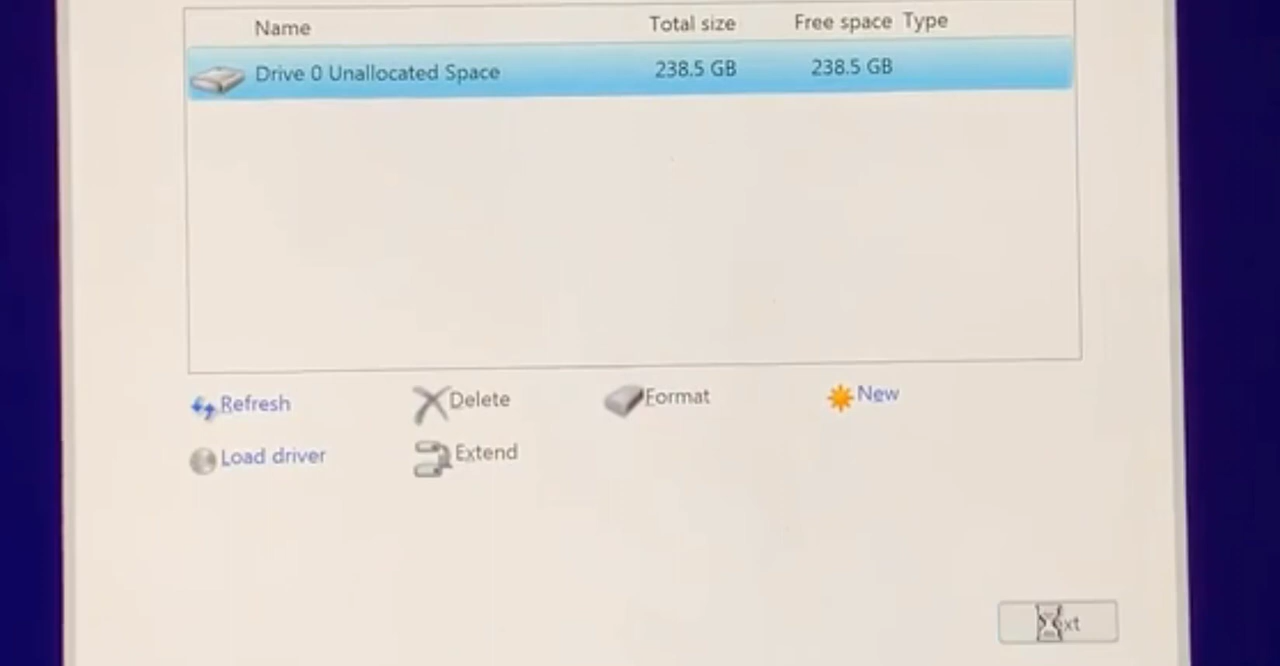 Name Total size Free space Type
Drive 0 Unallocated Space 238.5 GB 238.5 GB
Refresh Delete Format New
Load driver Extend